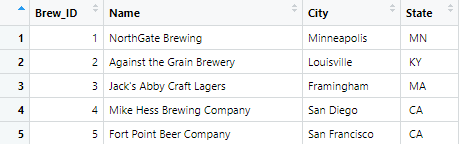 Brew_ID Name City State
1 1 NorthGate Brewing Minneapolis MN
2 2 Against the Grain Brewery Louisville KY
3 3 Jack's Abby Craft Lagers Framingham MA
4 4 Mike Hess Brewing Company San Diego CA
5 5 Fort Point Beer Company San Francisco CA